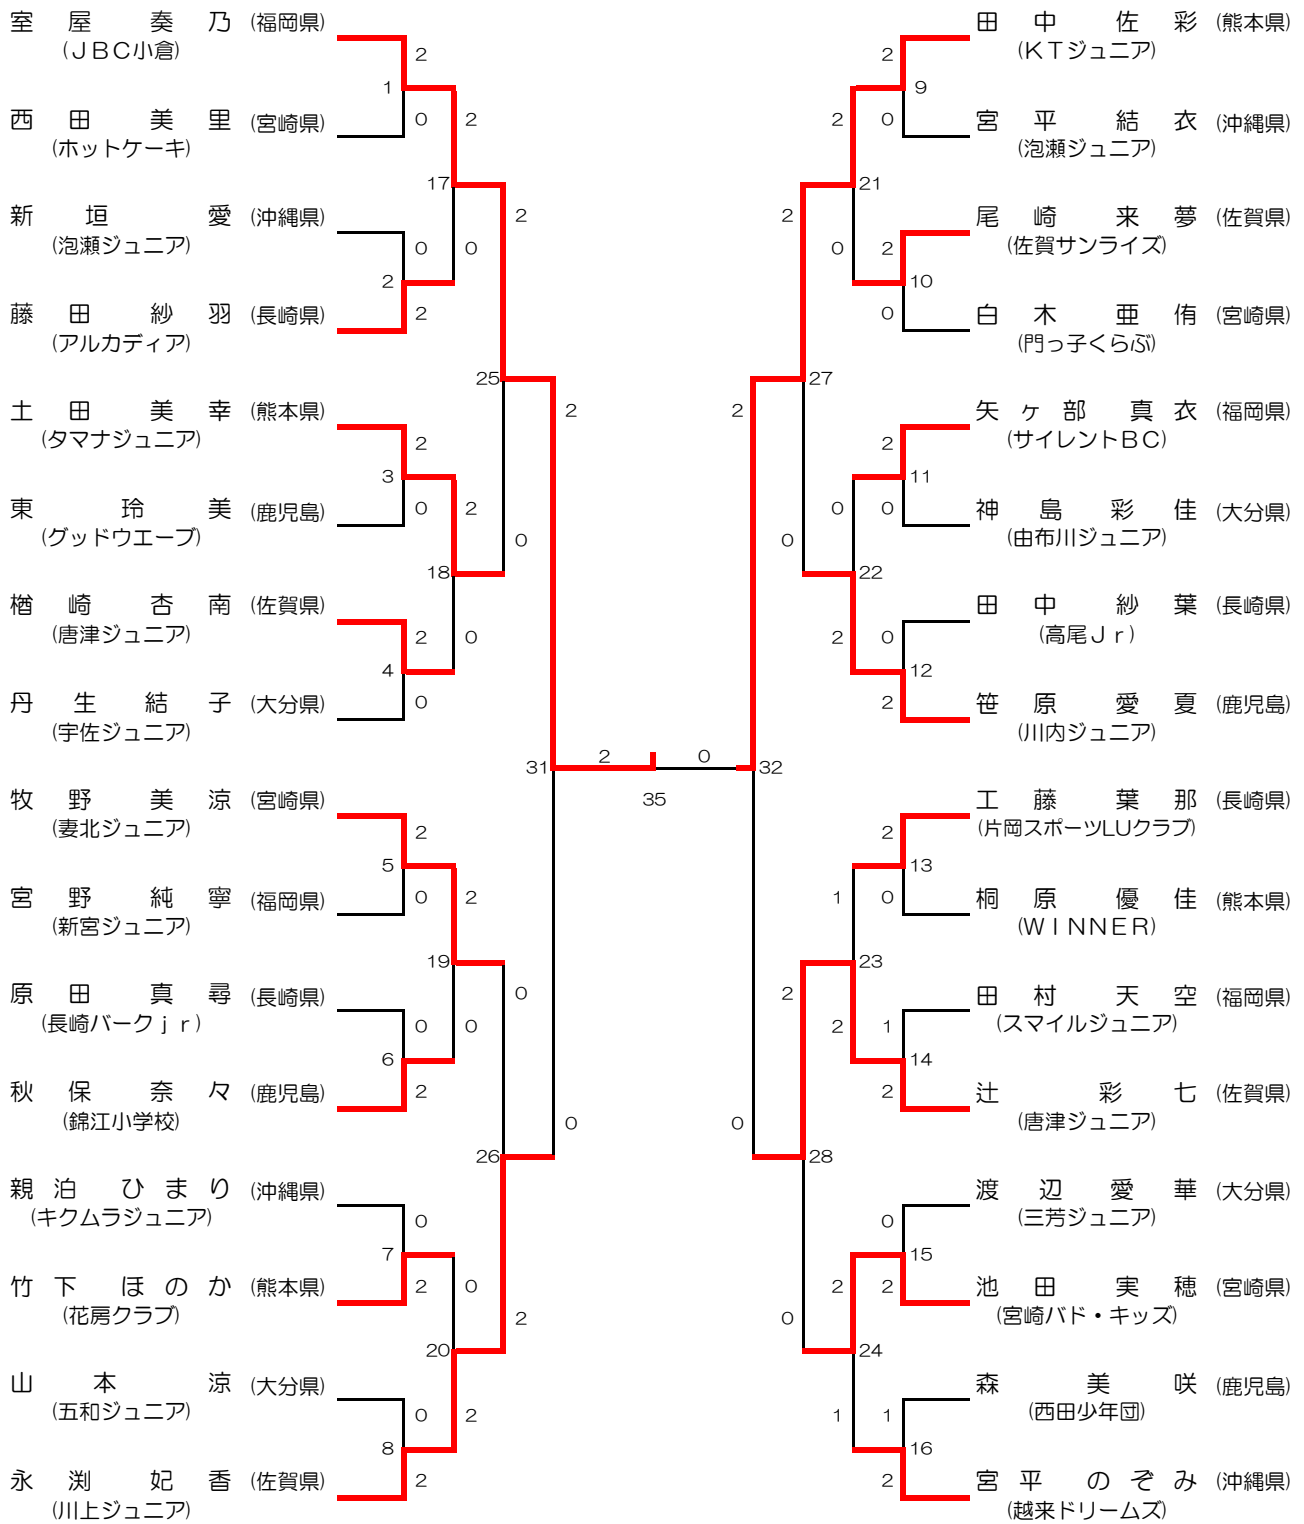 室屋奏乃 (福岡県)
(ＪＢＣ小倉)
2
1
西田美里 (宮崎県)
0
2
(ホットケーキ)
17
新垣愛 (沖縄県)
2
(泡瀬ジュニア)
0
0
2
藤田紗羽 (長崎県)
2
(アルカディア)
25
土田美幸 (熊本県)
2
(タマナジュニア)
2
3
東玲美 (鹿児島)
0
2
(グッドウエーブ)
0
18
楢崎杏南 (佐賀県)
(唐津ジュニア)
2
0
4
丹生結子 (大分県)
0
(宇佐ジュニア)
31
2
0
32
35
牧野美涼 (宮崎県)
(妻北ジュニア)
2
5
宮野純寧 (福岡県)
0
2
(新宮ジュニア)
19
原田真尋 (長崎県)
0
(長崎バークｊｒ)
0
0
6
秋保奈々 (鹿児島)
2
(錦江小学校)
0
26
親泊ひまり (沖縄県)
(キクムラジュニア)
0
7
竹下ほのか (熊本県)
2
0
(花房クラブ)
2
20
山本涼 (大分県)
(五和ジュニア)
0
2
8
永渕妃香 (佐賀県)
2
(川上ジュニア)
田中佐彩 (熊本県)
(ＫＴジュニア)
2
9
宮平結衣 (沖縄県)
2
0
(泡瀬ジュニア)
21
尾崎来夢 (佐賀県)
2
(佐賀サンライズ)
0
2
10
白木亜侑 (宮崎県)
0
(門っ子くらぶ)
27
矢ヶ部真衣 (福岡県)
2
(サイレントＢＣ)
2
11
神島彩佳 (大分県)
0
0
(由布川ジュニア)
0
22
田中紗葉 (長崎県)
(高尾Ｊｒ)
2
0
12
笹原愛夏 (鹿児島)
2
(川内ジュニア)
工藤葉那 (長崎県)
(片岡スポーツLUクラブ)
2
13
桐原優佳 (熊本県)
1
0
(ＷＩＮＮＥＲ)
23
田村天空 (福岡県)
2
(スマイルジュニア)
2
1
14
辻彩七 (佐賀県)
2
(唐津ジュニア)
0
28
渡辺愛華 (大分県)
(三芳ジュニア)
0
15
池田実穂 (宮崎県)
2
2
(宮崎バド・キッズ)
0
24
森美咲 (鹿児島)
(西田少年団)
1
1
16
宮平のぞみ (沖縄県)
2
(越来ドリームズ)